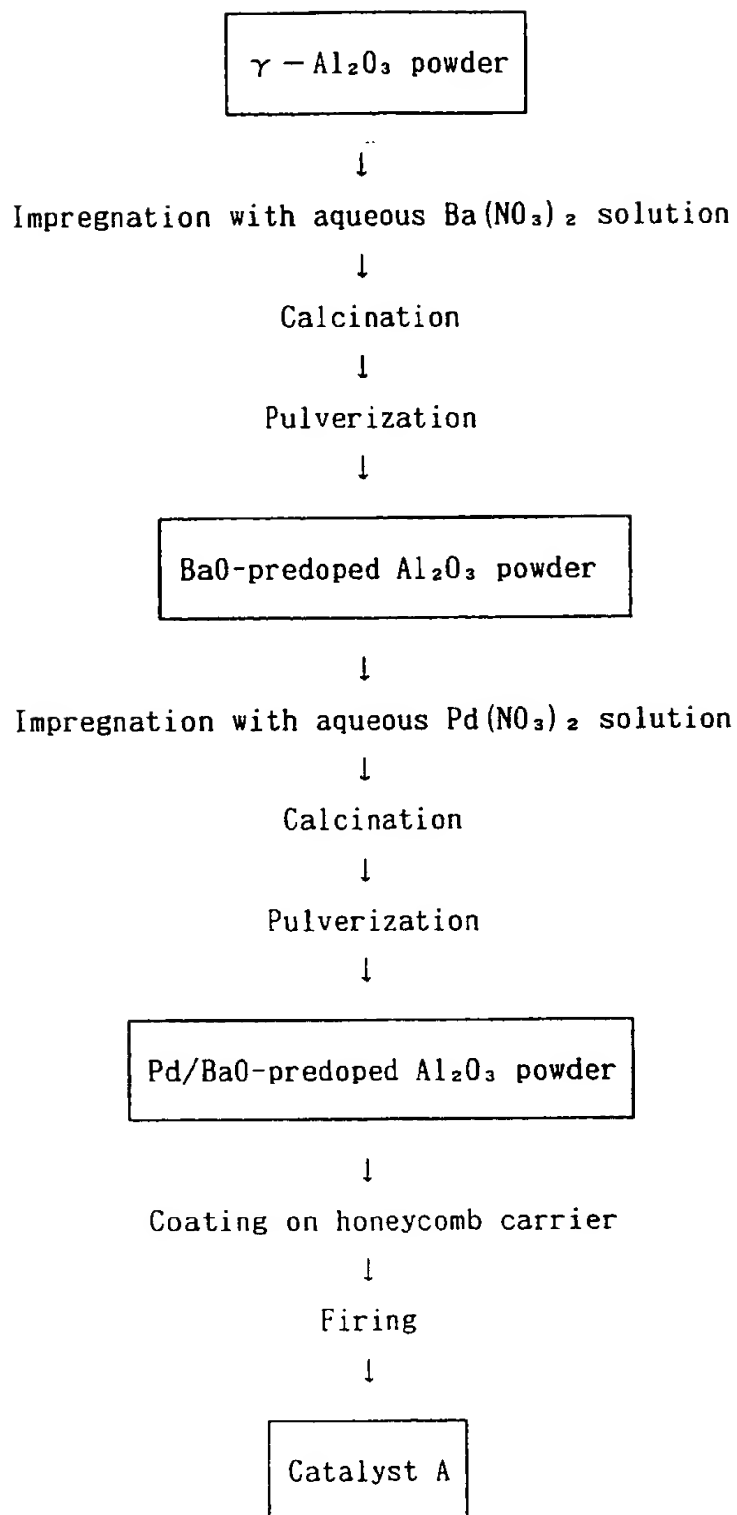 γ－Al₂O₃ powder
↓
Impregnation with aqueous Ba(NO₃)₂ solution
↓
Calcination
↓
Pulverization
↓
BaO-predoped Al₂O₃ powder
↓
Impregnation with aqueous Pd(NO₃)₂ solution
↓
Calcination
↓
Pulverization
↓
Pd/BaO-predoped Al₂O₃ powder
↓
Coating on honeycomb carrier
↓
Firing
↓
Catalyst A